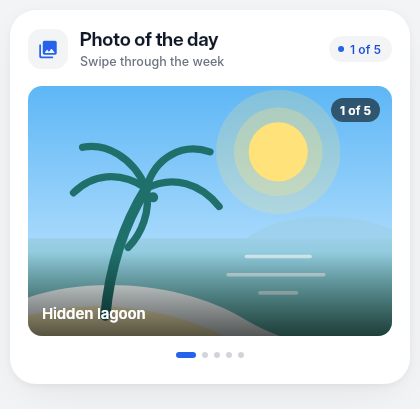 Photo of the day
Swipe through the week
1 of 5
1 of 5
Hidden lagoon